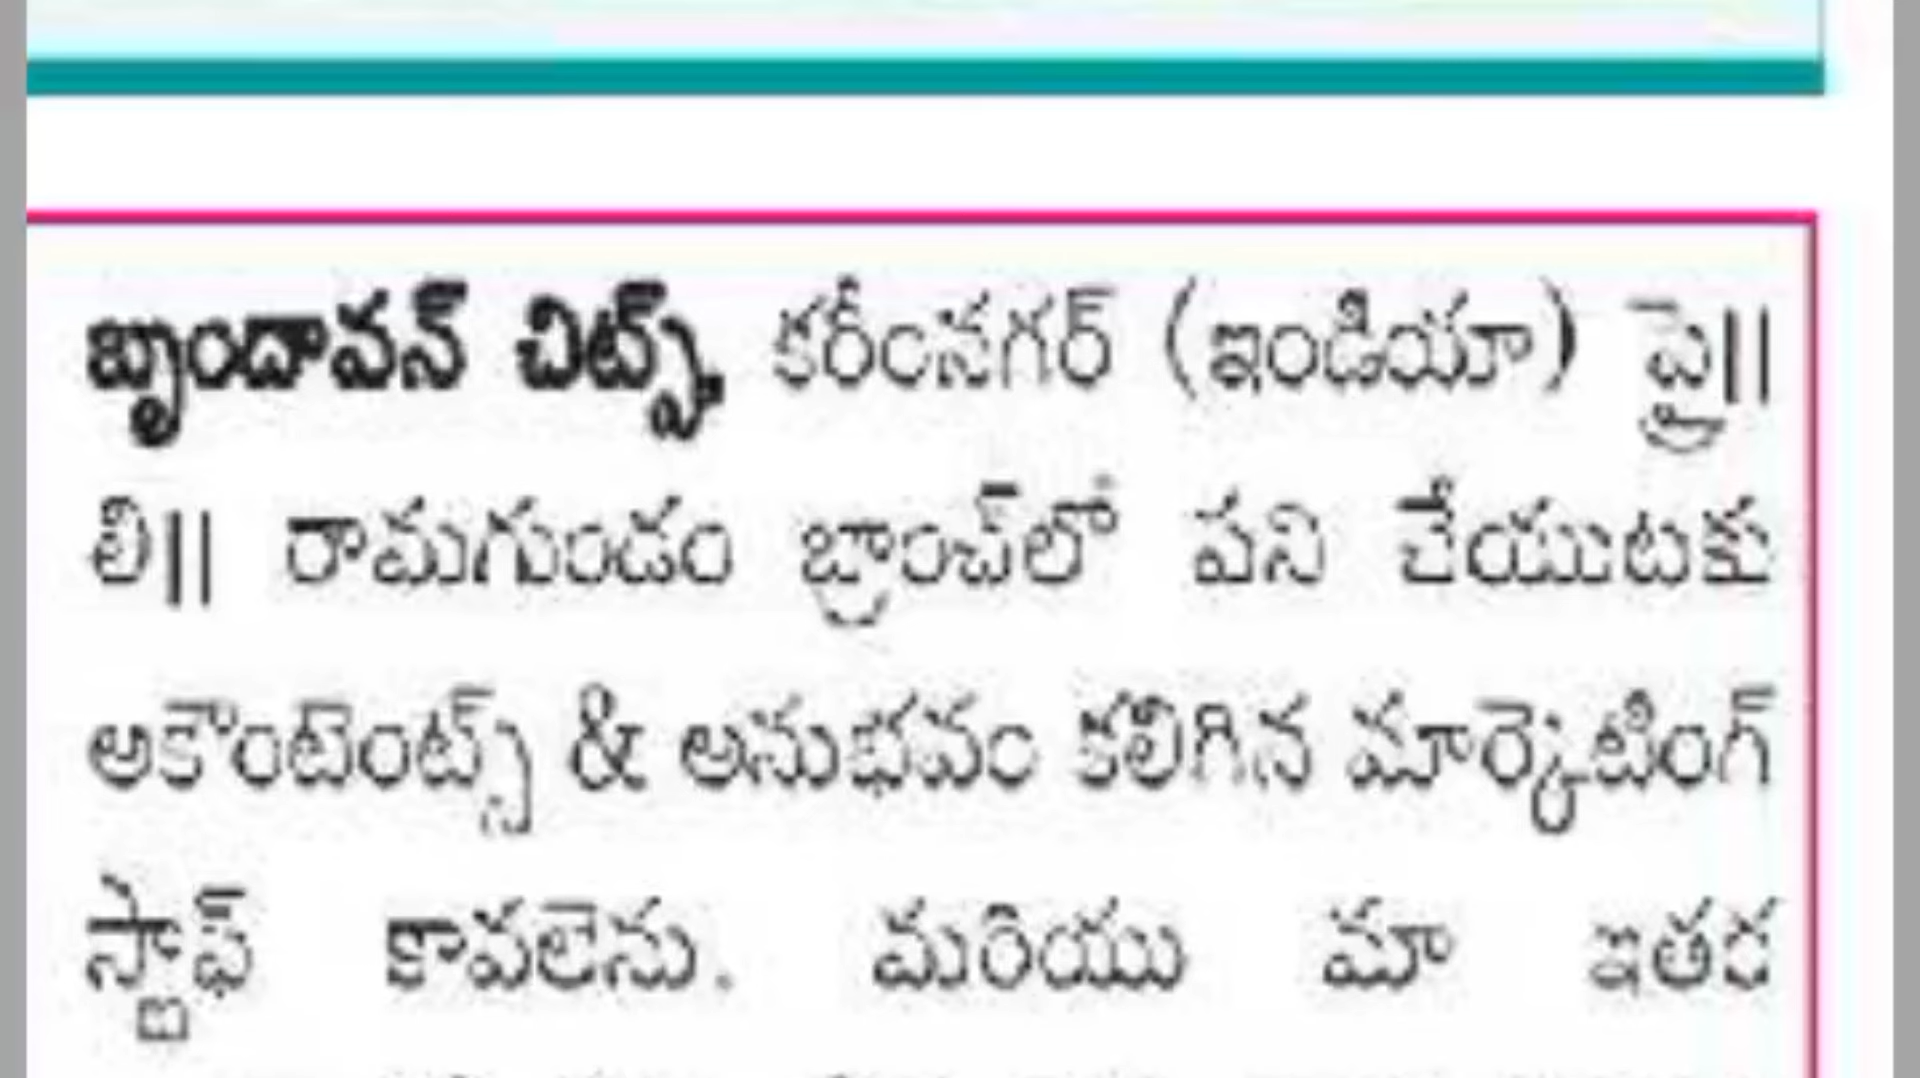 బృందావన్ చిట్స్, కరీంనగర్ (ఇండియా) ప్రై||
లి|| రామగుండం బ్రాంచ్‌లో పని చేయుటకు
అకౌంటెంట్స్ & అనుభవం కలిగిన మార్కెటింగ్
స్టాఫ్ కావలెను. మరియు మా ఇతర